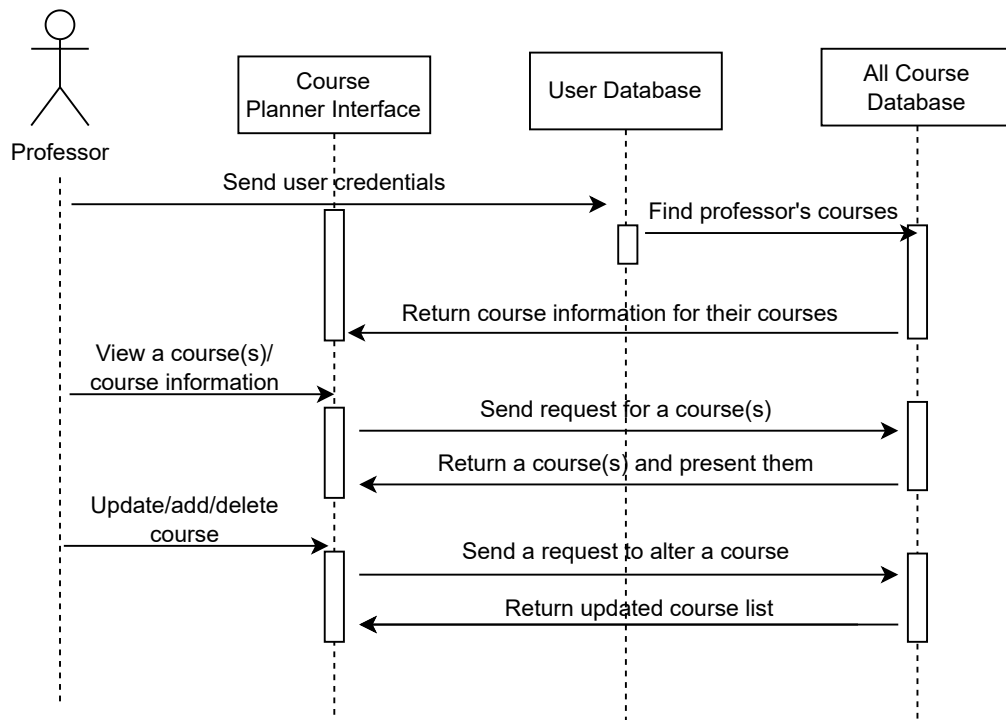 Professor
Course
Planner Interface
User Database
All Course
Database
Send user credentials
Find professor's courses
Return course information for their courses
View a course(s)/
course information
Send request for a course(s)
Return a course(s) and present them
Update/add/delete
course
Send a request to alter a course
Return updated course list